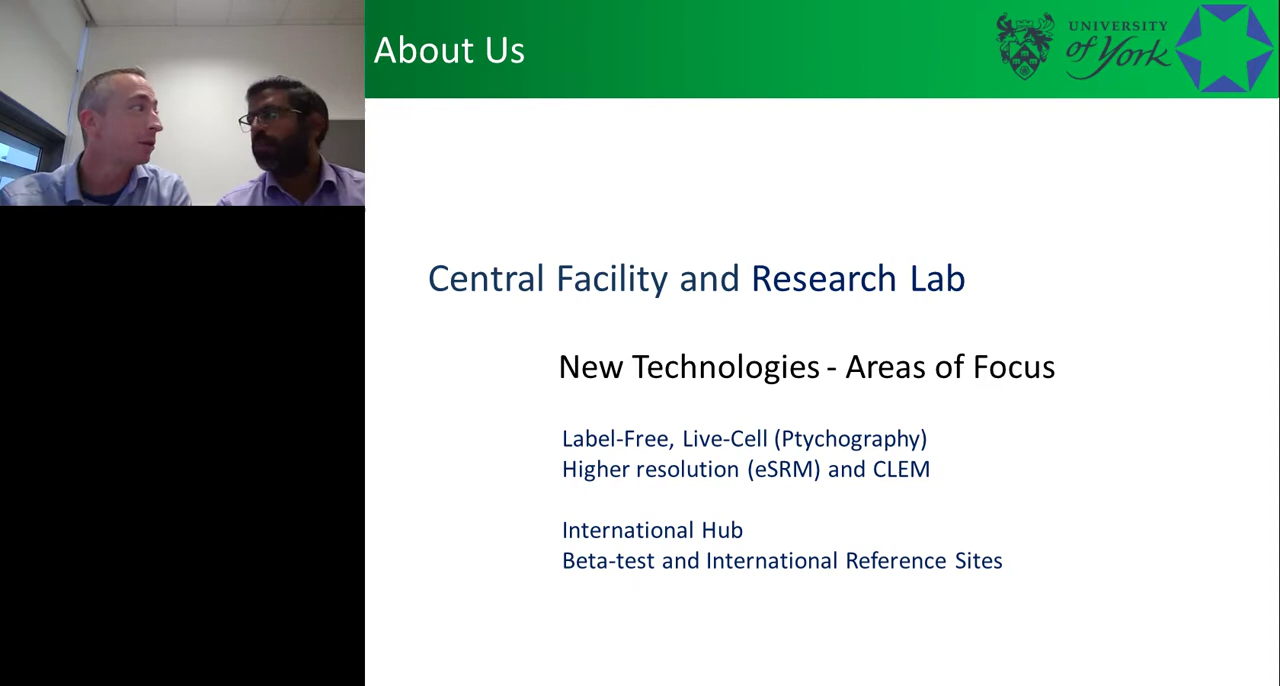 About Us
UNIVERSITY
of York
Central Facility and Research Lab
New Technologies - Areas of Focus
Label-Free, Live-Cell (Ptychography)
Higher resolution (eSRM) and CLEM
International Hub
Beta-test and International Reference Sites